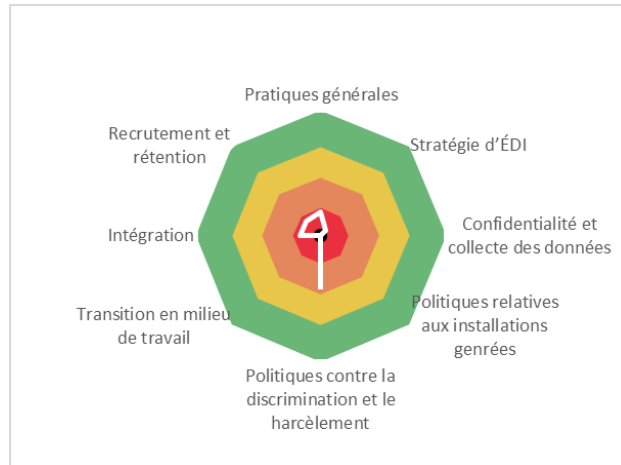 Pratiques générales
Recrutement et
rétention
Stratégie d’ÉDI
Intégration
Confidentialité et
collecte des données
Transition en milieu
de travail
Politiques relatives
aux installations
genrées
Politiques contre la
discrimination et le
harcèlement